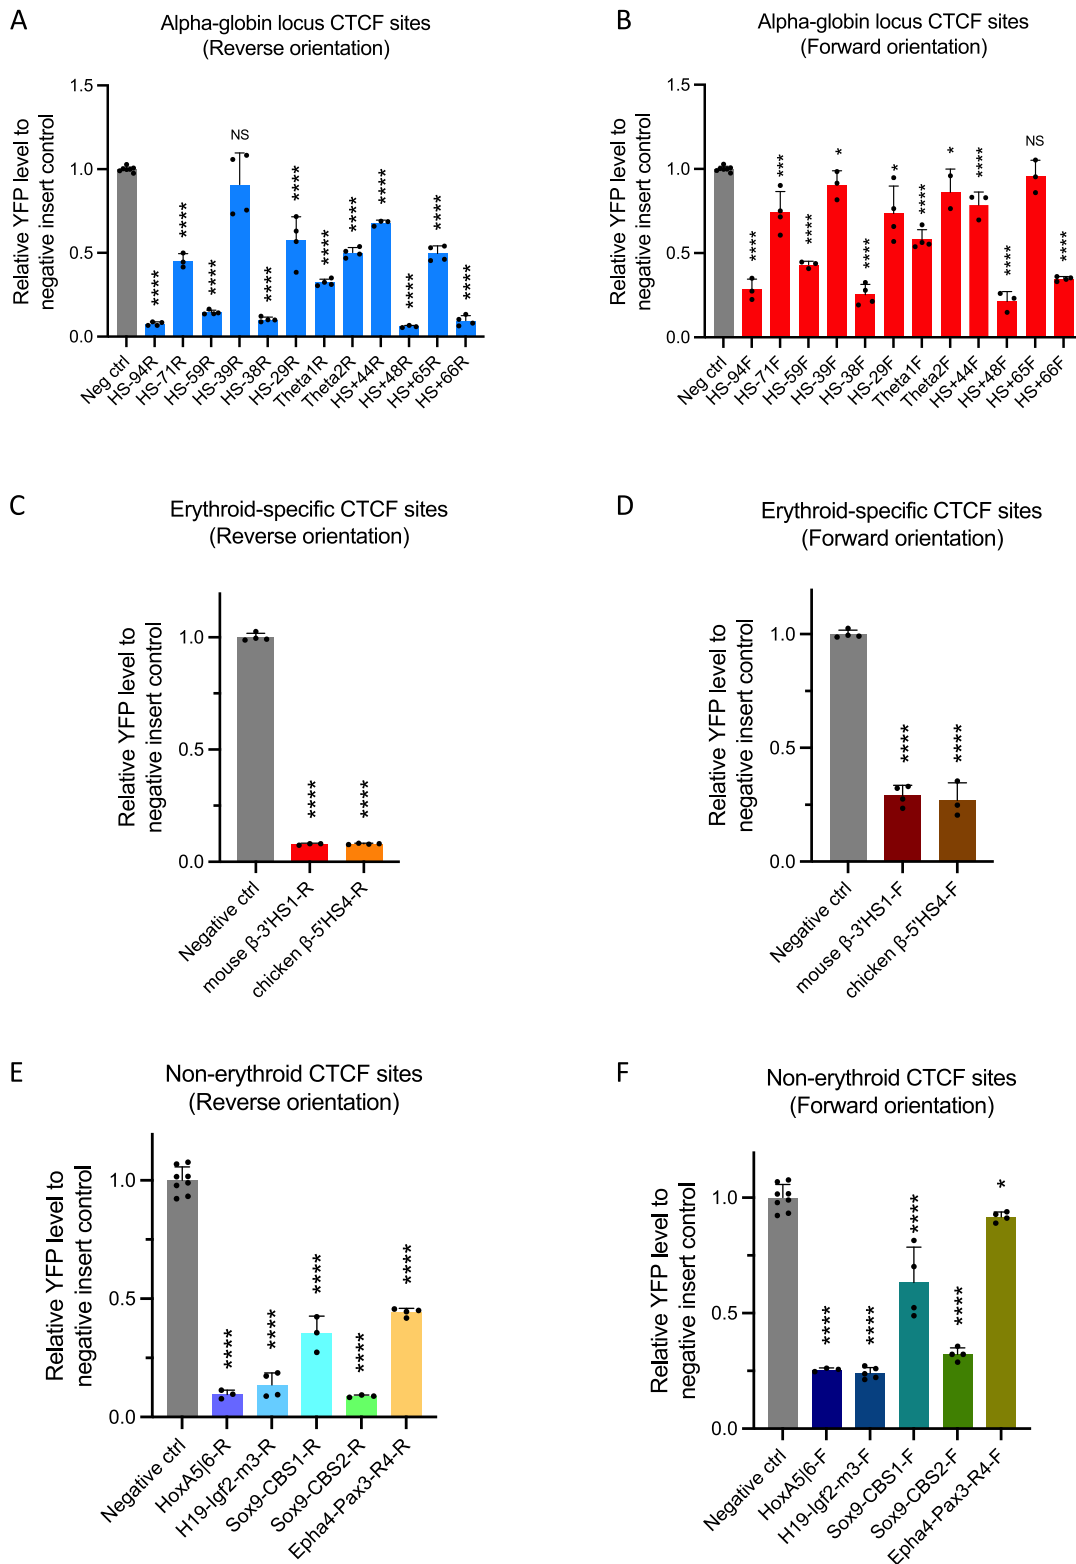 A
Alpha-globin locus CTCF sites
(Reverse orientation)
Relative YFP level to
negative insert control
1.5
1.0
0.5
0.0
****
****
****
NS
****
****
****
****
****
****
****
****
Neg ctrl
HS-94R
HS-71R
HS-59R
HS-39R
HS-38R
HS-29R
Theta1R
Theta2R
HS+44R
HS+48R
HS+65R
HS+66R
B
Alpha-globin locus CTCF sites
(Forward orientation)
Relative YFP level to
negative insert control
1.5
1.0
0.5
0.0
****
***
****
*
****
*
****
*
****
****
NS
****
Neg ctrl
HS-94F
HS-71F
HS-59F
HS-39F
HS-38F
HS-29F
Theta1F
Theta2F
HS+44F
HS+48F
HS+65F
HS+66F
C
Erythroid-specific CTCF sites
(Reverse orientation)
Relative YFP level to
negative insert control
1.0
0.5
0.0
****
****
Negative ctrl
mouse β-3'HS1-R
chicken β-5'HS4-R
D
Erythroid-specific CTCF sites
(Forward orientation)
Relative YFP level to
negative insert control
1.0
0.5
0.0
****
****
Negative ctrl
mouse β-3'HS1-F
chicken β-5'HS4-F
E
Non-erythroid CTCF sites
(Reverse orientation)
Relative YFP level to
negative insert control
1.0
0.5
0.0
****
****
****
****
****
Negative ctrl
HoxA5|6-R
H19-Igf2-m3-R
Sox9-CBS1-R
Sox9-CBS2-R
Epha4-Pax3-R4-R
F
Non-erythroid CTCF sites
(Forward orientation)
Relative YFP level to
negative insert control
1.0
0.5
0.0
****
****
****
****
*
Negative ctrl
HoxA5|6-F
H19-Igf2-m3-F
Sox9-CBS1-F
Sox9-CBS2-F
Epha4-Pax3-R4-F